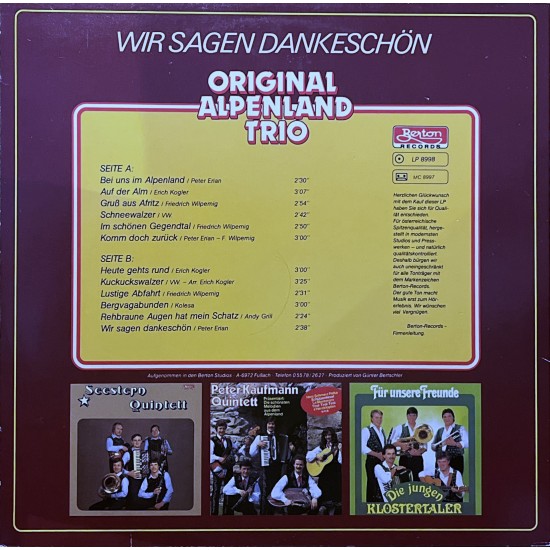 WIR SAGEN DANKESCHÖN
ORIGINAL
ALPENLAND
TRIO
Berton
RECORDS
LP 8998
MC 8997
SEITE A:
Bei uns im Alpenland / Peter Erian 2'30"
Auf der Alm / Erich Kogler 3'07"
Gruß aus Afritz / Friedrich Wilpernig 2'54"
Schneewalzer / VW 2'42"
Im schönen Gegendtal / Friedrich Wilpernig 2'50"
Komm doch zurück / Peter Erian – F. Wilpernig 3'00"
SEITE B:
Heute gehts rund / Erich Kogler 3'00"
Kuckuckswalzer / VW – Arr. Erich Kogler 3'25"
Lustige Abfahrt / Friedrich Wilpernig 2'31"
Bergvagabunden / Kolesa 3'00"
Rehbraune Augen hat mein Schatz / Andy Grill 2'24"
Wir sagen dankeschön / Peter Erian 2'38"
Herzlichen Glückwunsch
mit dem Kauf dieser LP
haben Sie sich für Quali-
tät entschieden.
Für österreichische
Spitzenqualität, herge-
stellt in modernsten
Studios und Press-
werken – und natürlich
qualitätskontrolliert.
Deshalb bürgen wir
auch uneingeschränkt
für alle Tonträger mit
dem Markenzeichen
Berton-Records.
Der gute Ton macht
Musik erst zum Hör-
erlebnis. Wir wünschen
viel Vergnügen.
Berton-Records -
Firmenleitung.
Aufgenommen in den Berton Studios · A-6972 Fußach · Telefon 0 55 78 / 26 27 · Produziert von Günter Bertschler
Seestern
Quintett
Peter Kaufmann
Quintett
Präsentiert
Die schönsten
Melodien
aus dem
Alpenland
Für unsere Freunde
Die jungen
KLOSTERTALER